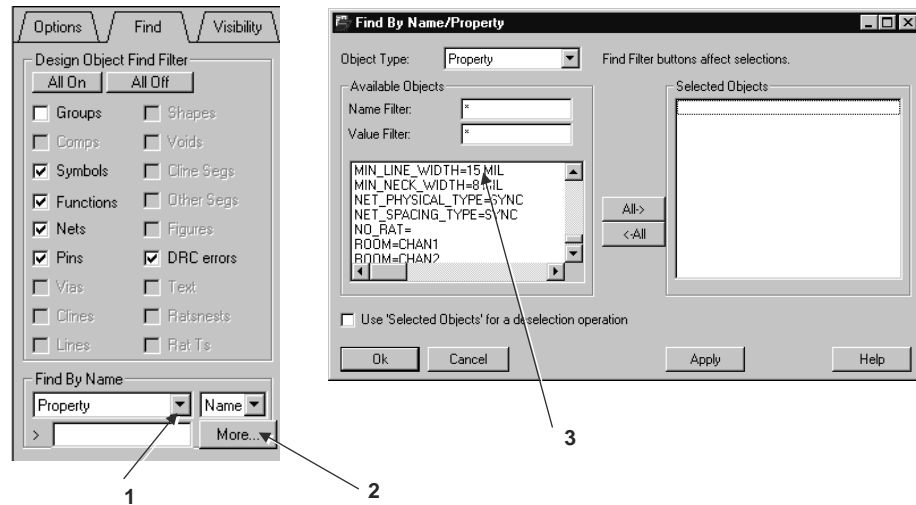 Options Find Visibility
Design Object Find Filter
All On All Off
Groups Shapes
Comps Voids
Symbols Cline Segs
Functions Other Segs
Nets Figures
Pins DRC errors
Vias Text
Clines Ratsnests
Lines Rat Ts
Find By Name
Property Name
> More...
1
2
Find By Name/Property
Object Type: Property Find Filter buttons affect selections.
Available Objects Selected Objects
Name Filter: *
Value Filter: *
MIN_LINE_WIDTH=15 MIL
MIN_NECK_WIDTH=8 MIL
NET_PHYSICAL_TYPE=SYNC
NET_SPACING_TYPE=SYNC
NO_RAT=
ROOM=CHAN1
ROOM=CHAN2
All->
<-All
Use 'Selected Objects' for a deselection operation
Ok Cancel Apply Help
3